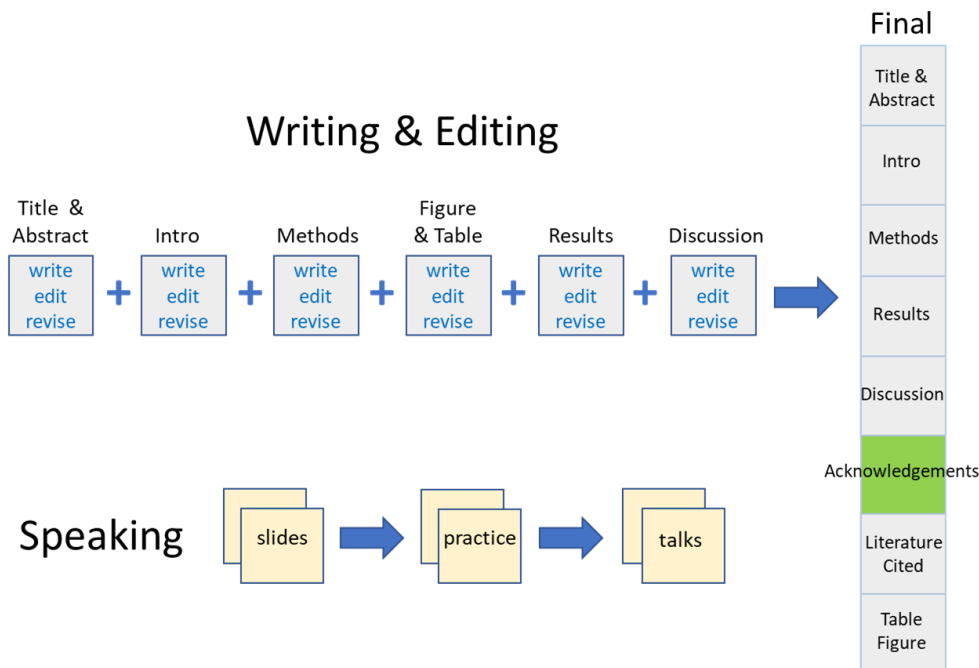 Final
Title &
Abstract
Intro
Methods
Results
Discussion
Acknowledgements
Literature
Cited
Table
Figure
Writing & Editing
Title &
Abstract
write
edit
revise
+
Intro
write
edit
revise
+
Methods
write
edit
revise
+
Figure
& Table
write
edit
revise
+
Results
write
edit
revise
+
Discussion
write
edit
revise
Speaking
slides
practice
talks